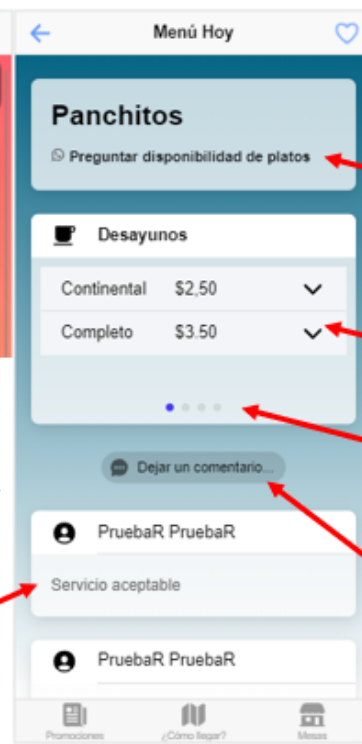 Menú Hoy
Panchitos
Preguntar disponibilidad de platos
Desayunos
Continental $2,50
Completo $3.50
Dejar un comentario...
PruebaR PruebaR
Servicio aceptable
PruebaR PruebaR
Promociones ¿Cómo llegar? Mesas